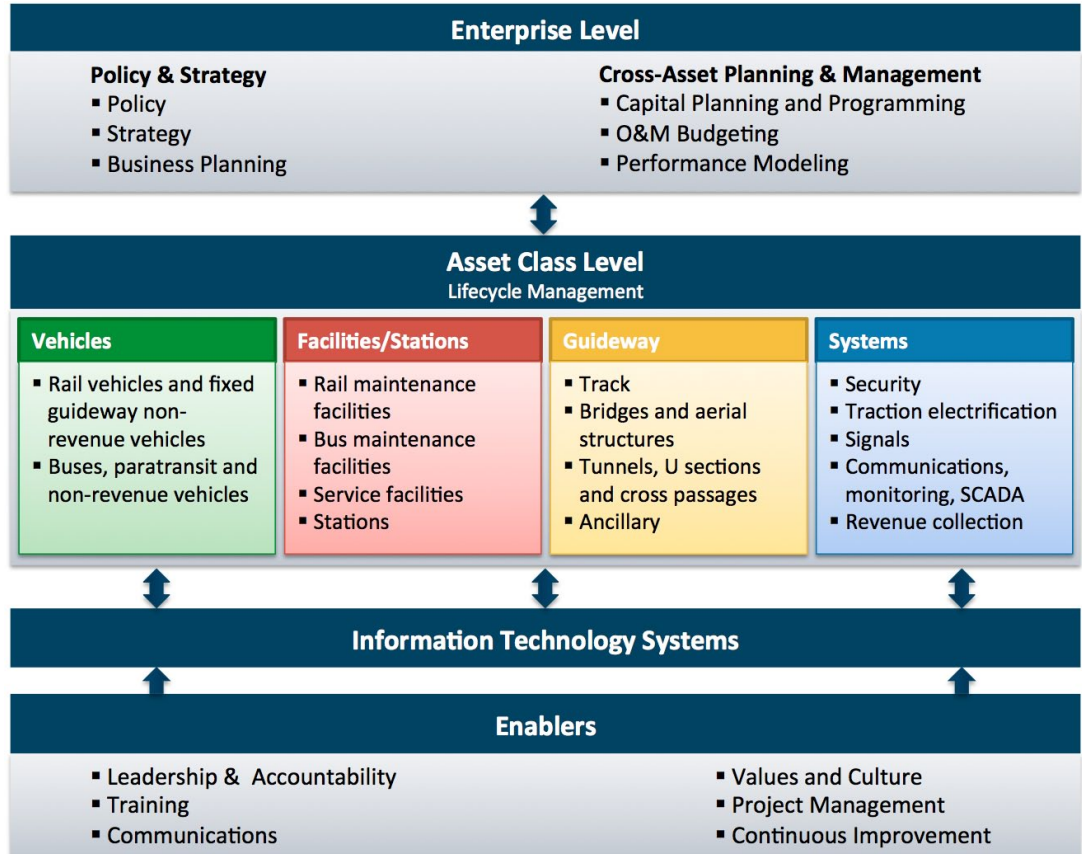 Enterprise Level
Policy & Strategy
▪ Policy
▪ Strategy
▪ Business Planning
Cross-Asset Planning & Management
▪ Capital Planning and Programming
▪ O&M Budgeting
▪ Performance Modeling
Asset Class Level
Lifecycle Management
Vehicles
▪ Rail vehicles and fixed
guideway non-
revenue vehicles
▪ Buses, paratransit and
non-revenue vehicles
Facilities/Stations
▪ Rail maintenance
facilities
▪ Bus maintenance
facilities
▪ Service facilities
▪ Stations
Guideway
▪ Track
▪ Bridges and aerial
structures
▪ Tunnels, U sections
and cross passages
▪ Ancillary
Systems
▪ Security
▪ Traction electrification
▪ Signals
▪ Communications,
monitoring, SCADA
▪ Revenue collection
Information Technology Systems
Enablers
▪ Leadership & Accountability
▪ Training
▪ Communications
▪ Values and Culture
▪ Project Management
▪ Continuous Improvement